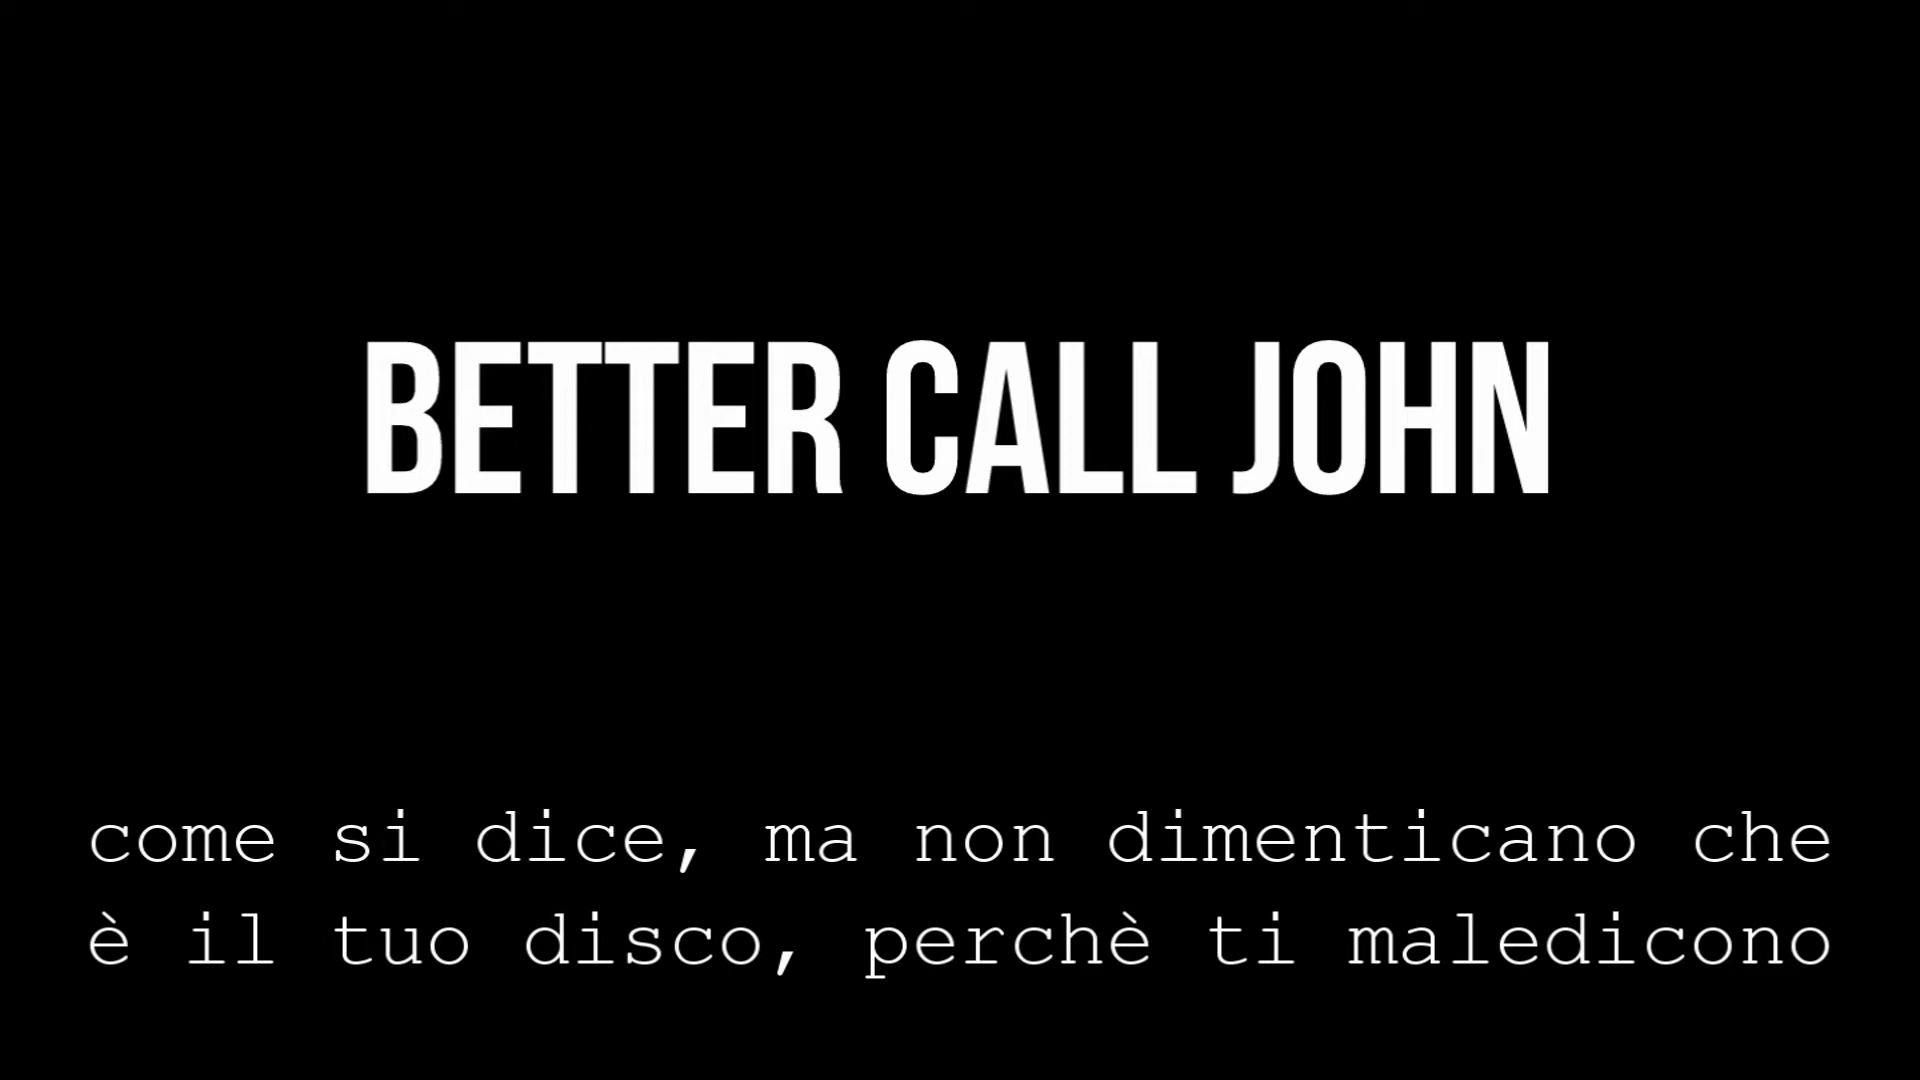 BETTER CALL JOHN
come si dice, ma non dimenticano che
è il tuo disco, perchè ti maledicono